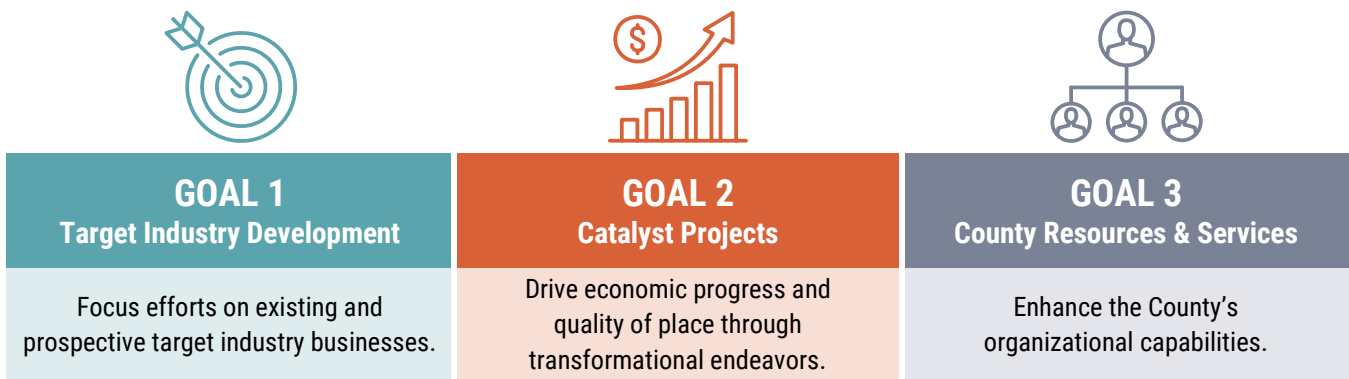 $
GOAL 1
Target Industry Development
Focus efforts on existing and
prospective target industry businesses.
GOAL 2
Catalyst Projects
Drive economic progress and
quality of place through
transformational endeavors.
GOAL 3
County Resources & Services
Enhance the County’s
organizational capabilities.